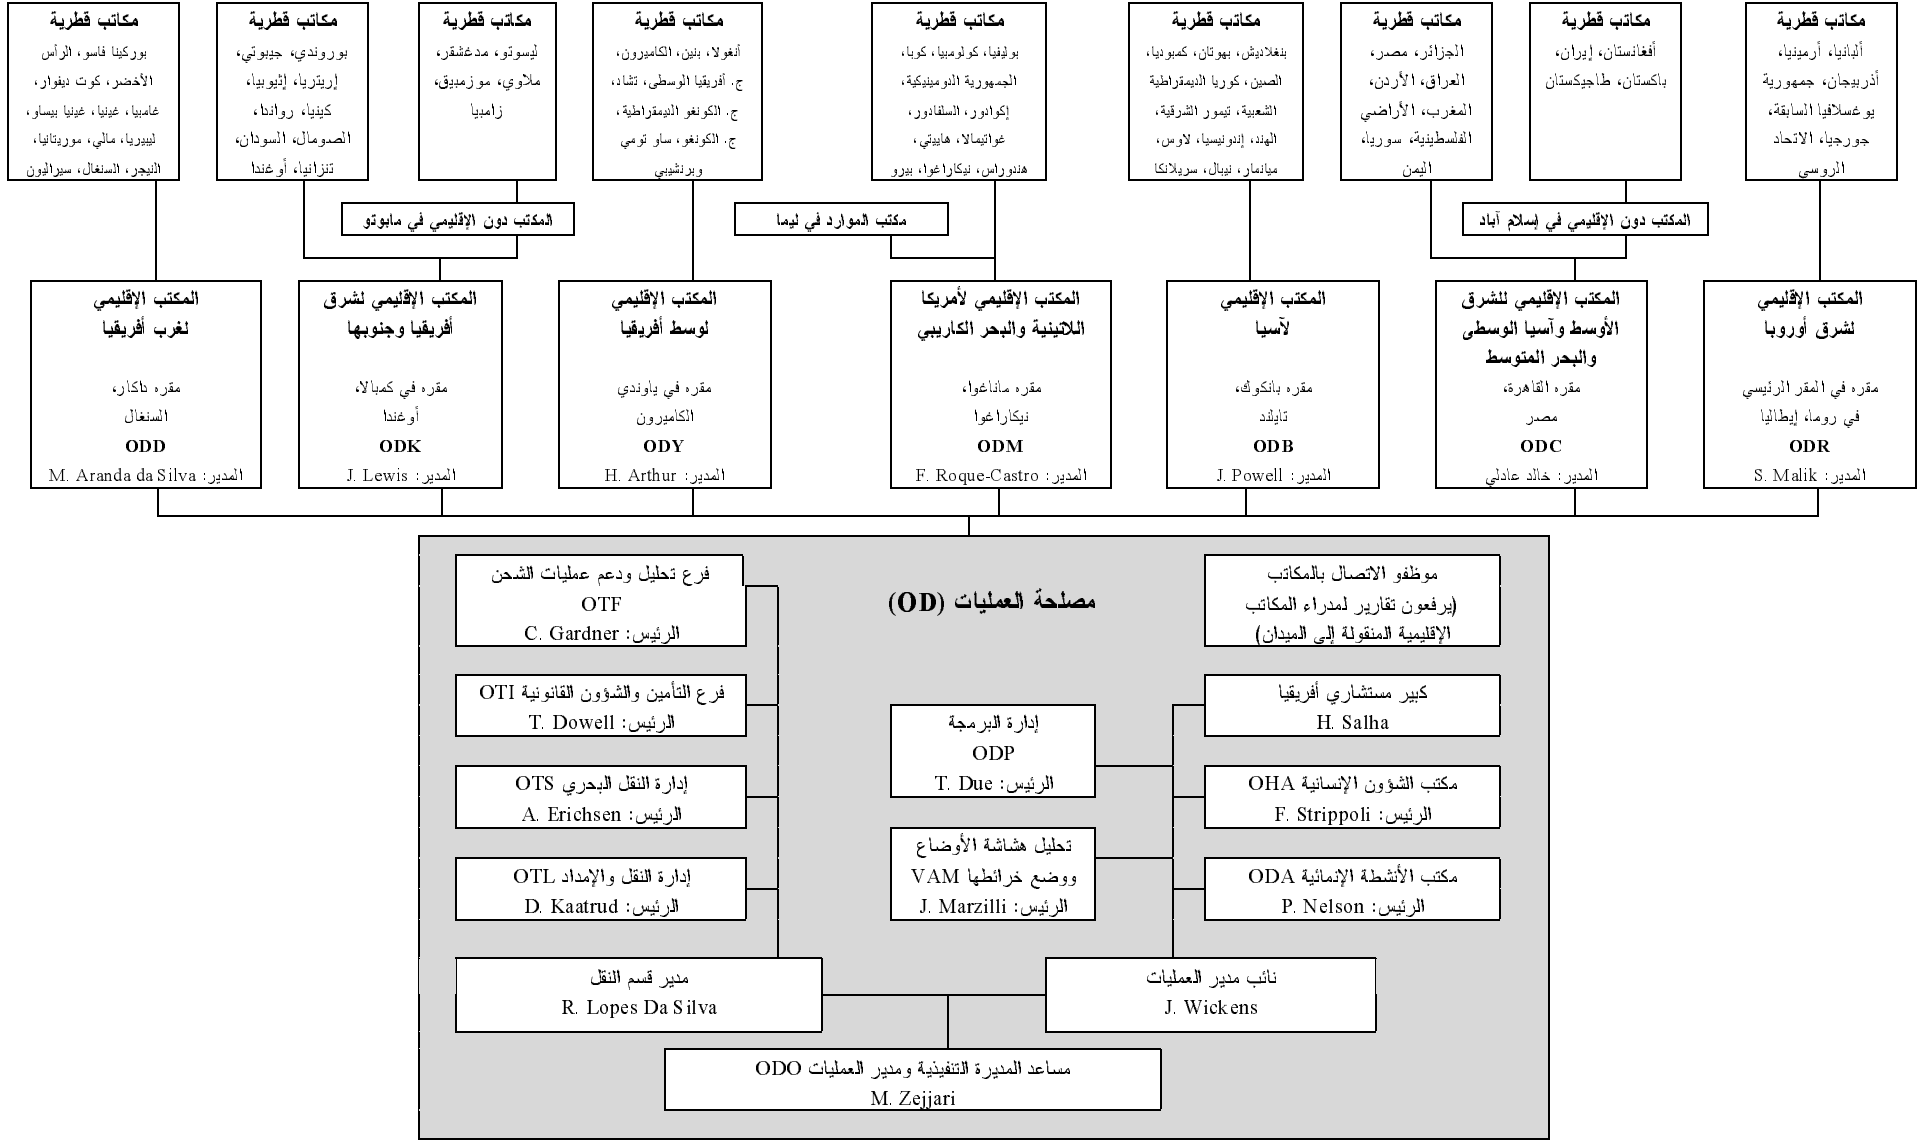 مكاتب قطرية
ألبانيا، أرمينيا،
أذربيجان، جمهورية
يوغسلافيا السابقة،
جورجيا، الاتحاد
الروسي
مكاتب قطرية
أفغانستان، إيران،
باكستان، طاجيكستان
مكاتب قطرية
الجزائر، مصر،
العراق، الأردن،
المغرب، الأراضي
الفلسطينية، سوريا،
اليمن
مكاتب قطرية
بنغلاديش، بهوتان، كمبوديا،
الصين، كوريا الديمقراطية
الشعبية، تيمور الشرقية،
الهند، إندونيسيا، لاوس،
ميانمار، نيبال، سريلانكا
مكاتب قطرية
بوليفيا، كولومبيا، كوبا،
الجمهورية الدومينيكية،
إكوادور، السلفادور،
غواتيمالا، هاييتي،
هندوراس، نيكاراغوا، بيرو
مكاتب قطرية
أنغولا، بنين، الكاميرون،
ج. أفريقيا الوسطى، تشاد،
ج. الكونغو الديمقراطية،
ج. الكونغو، ساو تومي
وبرنشيبي
مكاتب قطرية
ليسوتو، مدغشقر،
ملاوي، موزمبيق،
زامبيا
مكاتب قطرية
بوروندي، جيبوتي،
إريتريا، إثيوبيا،
كينيا، رواندا،
الصومال، السودان،
تنزانيا، أوغندا
مكاتب قطرية
بوركينا فاسو، الرأس
الأخضر، كوت ديفوار،
غامبيا، غينيا، غينيا بيساو،
ليبيريا، مالي، موريتانيا،
النيجر، السنغال، سيراليون
المكتب دون الإقليمي في إسلام آباد
مكتب الموارد في ليما
المكتب دون الإقليمي في مابوتو
المكتب الإقليمي
لشرق أوروبا
مقره في المقر الرئيسي
في روما، إيطاليا
ODR
المدير: S. Malik
المكتب الإقليمي للشرق
الأوسط وآسيا الوسطى
والبحر المتوسط
مقره القاهرة،
مصر
ODC
المدير: خالد عادلي
المكتب الإقليمي
لآسيا
مقره بانكوك،
تايلند
ODB
المدير: J. Powell
المكتب الإقليمي لأمريكا
اللاتينية والبحر الكاريبي
مقره ماناغوا،
نيكاراغوا
ODM
المدير: F. Roque-Castro
المكتب الإقليمي
لوسط أفريقيا
مقره في ياوندي
الكاميرون
ODY
المدير: H. Arthur
المكتب الإقليمي لشرق
أفريقيا وجنوبها
مقره في كمبالا،
أوغندا
ODK
المدير: J. Lewis
المكتب الإقليمي
لغرب أفريقيا
مقره داكار،
السنغال
ODD
المدير: M. Aranda da Silva
مصلحة العمليات (OD)
موظفو الاتصال بالمكاتب
(يرفعون تقارير لمدراء المكاتب
الإقليمية المنقولة إلى الميدان)
كبير مستشاري أفريقيا
H. Salha
مكتب الشؤون الإنسانية OHA
الرئيس: F. Strippoli
مكتب الأنشطة الإنمائية ODA
الرئيس: P. Nelson
إدارة البرمجة
ODP
الرئيس: T. Due
تحليل هشاشة الأوضاع
ووضع خرائطها VAM
الرئيس: J. Marzilli
فرع تحليل ودعم عمليات الشحن
OTF
الرئيس: C. Gardner
فرع التأمين والشؤون القانونية OTI
الرئيس: T. Dowell
إدارة النقل البحري OTS
الرئيس: A. Erichsen
إدارة النقل والإمداد OTL
الرئيس: D. Kaatrud
نائب مدير العمليات
J. Wickens
مدير قسم النقل
R. Lopes Da Silva
مساعد المديرة التنفيذية ومدير العمليات ODO
M. Zejjari